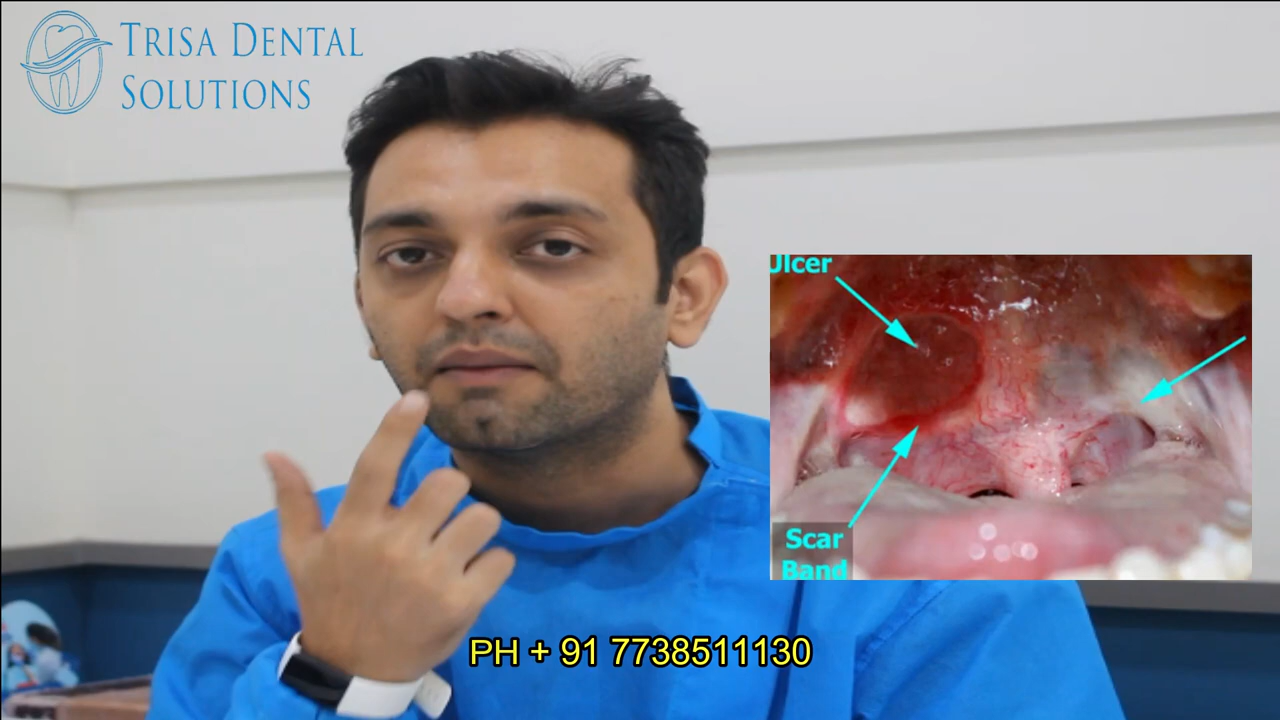 TRISA DENTAL
SOLUTIONS
Ulcer
Scar
Band
PH + 91 7738511130